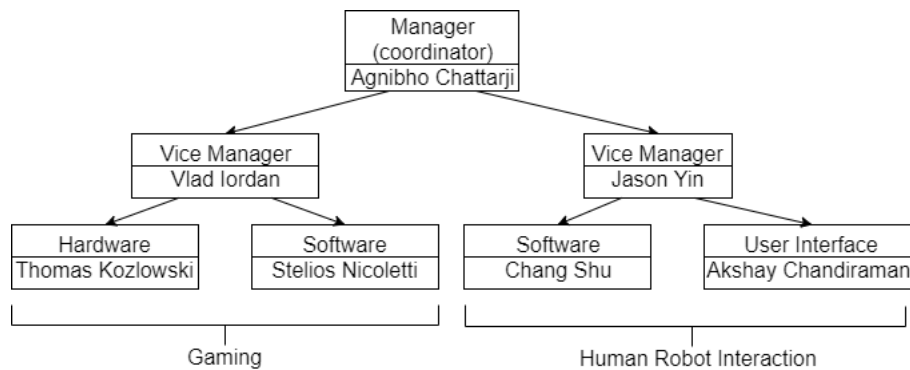 Manager
(coordinator)
Agnibho Chattarji
Vice Manager
Vlad Iordan
Vice Manager
Jason Yin
Hardware
Thomas Kozlowski
Software
Stelios Nicoletti
Software
Chang Shu
User Interface
Akshay Chandiraman
Gaming
Human Robot Interaction